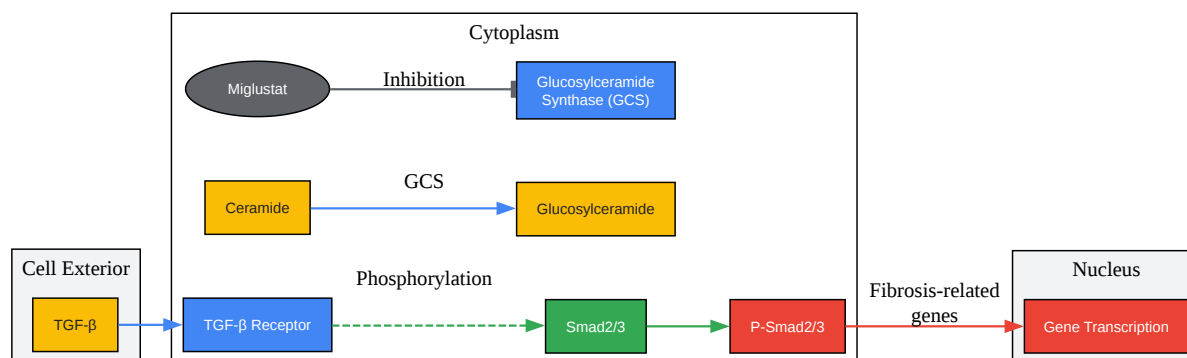 Cytoplasm
Miglustat
Inhibition
Glucosylceramide
Synthase (GCS)
GCS
Ceramide
Glucosylceramide
Cell Exterior
TGF-β
Phosphorylation
TGF-β Receptor
Smad2/3
P-Smad2/3
Fibrosis-related
genes
Nucleus
Gene Transcription